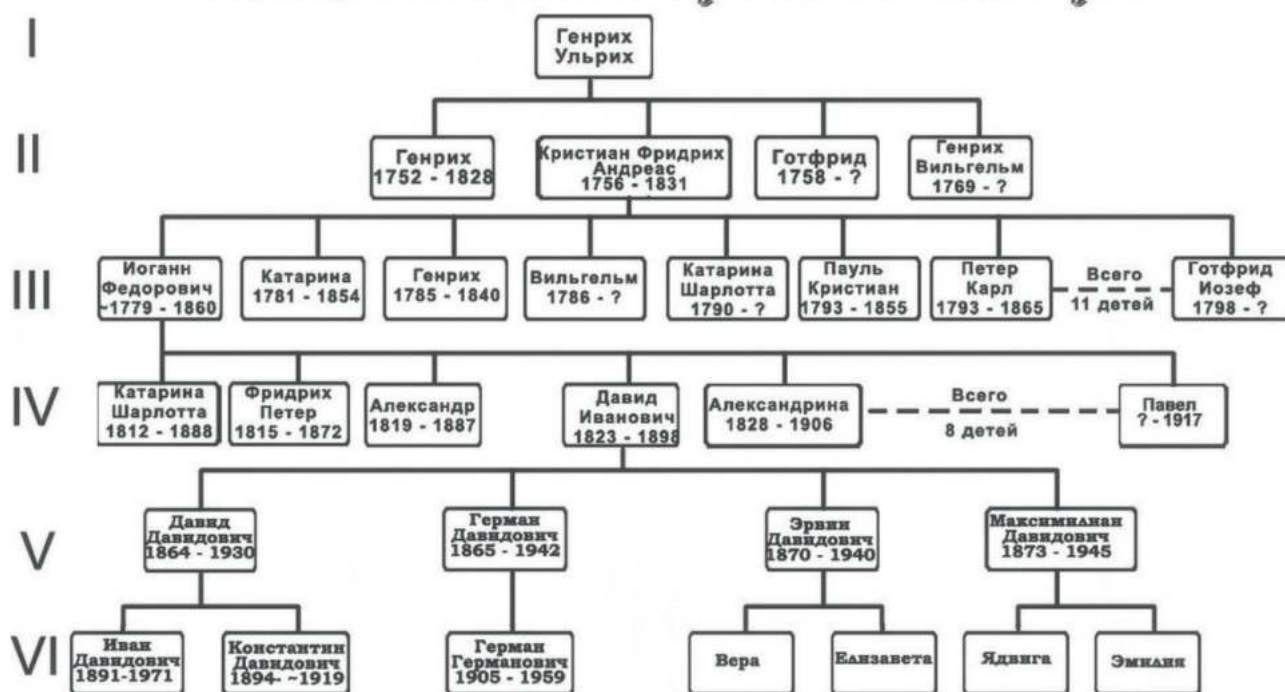 I
Генрих
Ульрих
II
Генрих
1752 - 1828
Кристиан Фридрих
Андреас
1756 - 1831
Готфрид
1758 - ?
Генрих
Вильгельм
1769 - ?
III
Иоганн
Федорович
~1779 - 1860
Катарина
1781 - 1854
Генрих
1785 - 1840
Вильгельм
1786 - ?
Катарина
Шарлотта
1790 - ?
Пауль
Кристиан
1793 - 1855
Петер
Карл
1793 - 1865
Всего
11 детей
Готфрид
Иозеф
1798 - ?
IV
Катарина
Шарлотта
1812 - 1888
Фридрих
Петер
1815 - 1872
Александр
1819 - 1887
Давид
Иванович
1823 - 1898
Александрина
1828 - 1906
Всего
8 детей
Павел
? - 1917
V
Давид
Давидович
1864 - 1930
Герман
Давидович
1865 - 1942
Эрвин
Давидович
1870 - 1940
Максимилиан
Давидович
1873 - 1945
VI
Иван
Давидович
1891-1971
Константин
Давидович
1894- ~1919
Герман
Германович
1905 - 1959
Вера
Елизавета
Ядвига
Эмилия